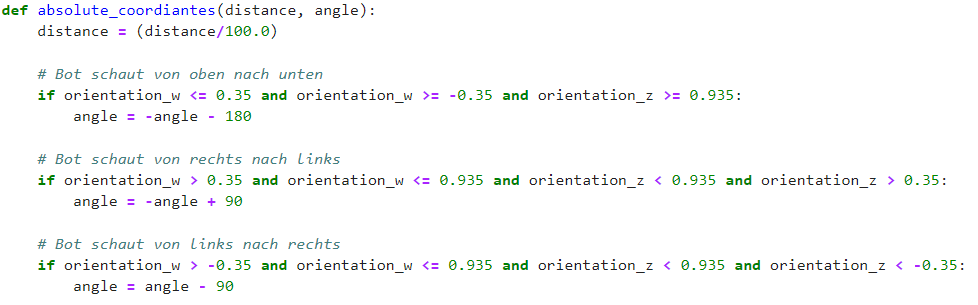 def absolute_coordiantes(distance, angle):
    distance = (distance/100.0)

    # Bot schaut von oben nach unten
    if orientation_w <= 0.35 and orientation_w >= -0.35 and orientation_z >= 0.935:
        angle = -angle - 180

    # Bot schaut von rechts nach links
    if orientation_w > 0.35 and orientation_w <= 0.935 and orientation_z < 0.935 and orientation_z > 0.35:
        angle = -angle + 90

    # Bot schaut von links nach rechts
    if orientation_w > -0.35 and orientation_w <= 0.935 and orientation_z < 0.935 and orientation_z < -0.35:
        angle = angle - 90